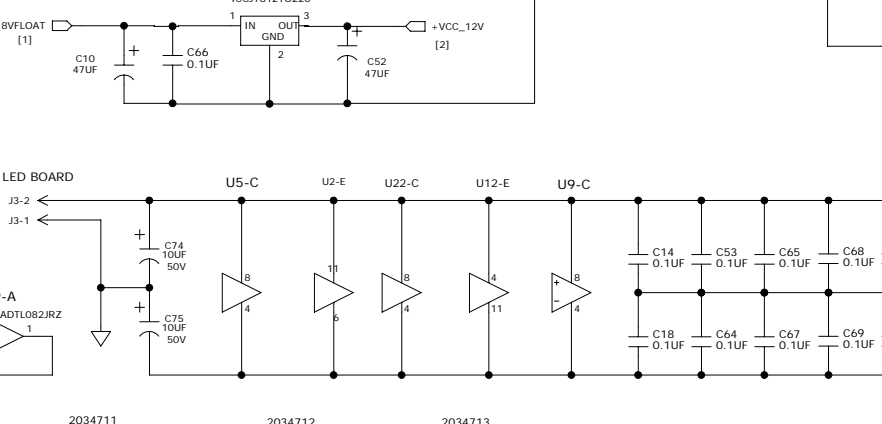 1
IN
OUT
3
GND
2
8VFLOAT
[1]
C10
47UF
+
C66
0.1UF
+
C52
47UF
+VCC_12V
[2]
LED BOARD
J3-2
J3-1
U5-C
U2-E
U22-C
U12-E
U9-C
+
C74
10UF
50V
+
C75
10UF
50V
8
4
11
6
8
4
4
11
+
−
8
4
C14
0.1UF
C53
0.1UF
C65
0.1UF
C68
0.1UF
C18
0.1UF
C64
0.1UF
C67
0.1UF
C69
0.1UF
-A
ADTL082JRZ
1
2034711
2034712
2034713